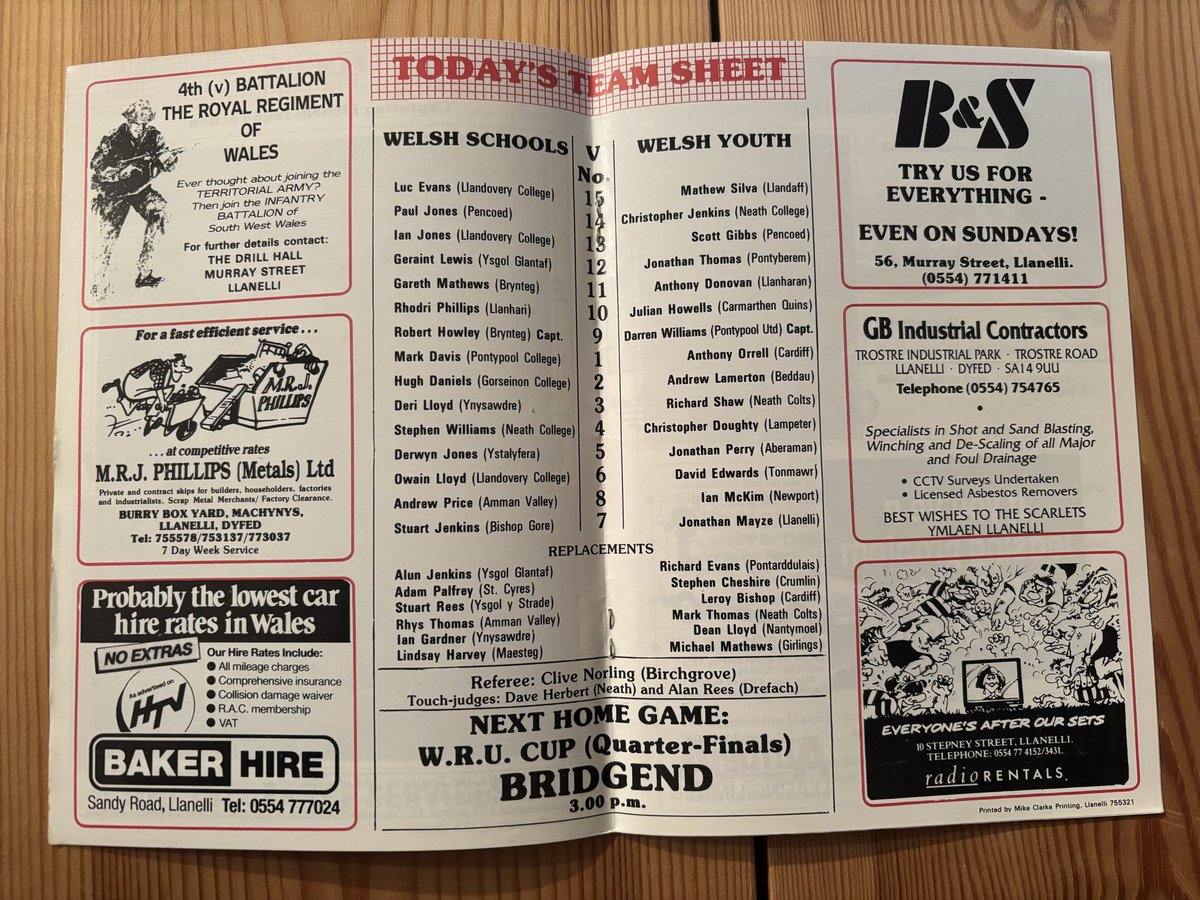 4th (v) BATTALION
THE ROYAL REGIMENT
OF
WALES
Ever thought about joining the
TERRITORIAL ARMY?
Then join the INFANTRY
BATTALION of
South West Wales
For further details contact:
THE DRILL HALL
MURRAY STREET
LLANELLI
For a fast efficient service . . .
M.R.J.
PHILLIPS
. . . at competitive rates
M.R.J. PHILLIPS (Metals) Ltd
Private and contract skips for builders, householders, factories
and industrialists. Scrap Metal Merchants/ Factory Clearance.
BURRY BOX YARD, MACHYNYS,
LLANELLI, DYFED
Tel: 755578/753137/773037
7 Day Week Service
Probably the lowest car
hire rates in Wales
NO EXTRAS
As advertised on
HTV
Our Hire Rates Include:
● All mileage charges
● Comprehensive insurance
● Collision damage waiver
● R.A.C. membership
● VAT
BAKER HIRE
Sandy Road, Llanelli Tel: 0554 777024
TODAY'S TEAM SHEET
WELSH SCHOOLS V WELSH YOUTH
No.
Luc Evans (Llandovery College) 15 Mathew Silva (Llandaff)
Paul Jones (Pencoed) 14 Christopher Jenkins (Neath College)
Ian Jones (Llandovery College) 13 Scott Gibbs (Pencoed)
Geraint Lewis (Ysgol Glantaf) 12 Jonathan Thomas (Pontyberem)
Gareth Mathews (Brynteg) 11 Anthony Donovan (Llanharan)
Rhodri Phillips (Llanhari) 10 Julian Howells (Carmarthen Quins)
Robert Howley (Brynteg) Capt. 9 Darren Williams (Pontypool Utd) Capt.
Mark Davis (Pontypool College) 1 Anthony Orrell (Cardiff)
Hugh Daniels (Gorseinon College) 2 Andrew Lamerton (Beddau)
Deri Lloyd (Ynysawdre) 3 Richard Shaw (Neath Colts)
Stephen Williams (Neath College) 4 Christopher Doughty (Lampeter)
Derwyn Jones (Ystalyfera) 5 Jonathan Perry (Aberaman)
Owain Lloyd (Llandovery College) 6 David Edwards (Tonmawr)
Andrew Price (Amman Valley) 8 Ian McKim (Newport)
Stuart Jenkins (Bishop Gore) 7 Jonathan Mayze (Llanelli)
REPLACEMENTS
Alun Jenkins (Ysgol Glantaf) Richard Evans (Pontarddulais)
Adam Palfrey (St. Cyres) Stephen Cheshire (Crumlin)
Stuart Rees (Ysgol y Strade) Leroy Bishop (Cardiff)
Rhys Thomas (Amman Valley) Mark Thomas (Neath Colts)
Ian Gardner (Ynysawdre) Dean Lloyd (Nantymoel)
Lindsay Harvey (Maesteg) Michael Mathews (Girlings)
Referee: Clive Norling (Birchgrove)
Touch-judges: Dave Herbert (Neath) and Alan Rees (Drefach)
NEXT HOME GAME:
W.R.U. CUP (Quarter-Finals)
BRIDGEND
3.00 p.m.
B&S
TRY US FOR
EVERYTHING -
EVEN ON SUNDAYS!
56, Murray Street, Llanelli.
(0554) 771411
GB Industrial Contractors
TROSTRE INDUSTRIAL PARK · TROSTRE ROAD
LLANELLI · DYFED · SA14 9UU
Telephone (0554) 754765
•
Specialists in Shot and Sand Blasting,
Winching and De-Scaling of all Major
and Foul Drainage
• CCTV Surveys Undertaken
• Licensed Asbestos Removers
BEST WISHES TO THE SCARLETS
YMLAEN LLANELLI
EVERYONE'S AFTER OUR SETS
10 STEPNEY STREET, LLANELLI.
TELEPHONE: 0554 77 4152/3431.
radio RENTALS.
Printed by Mike Clarke Printing, Llanelli 755321